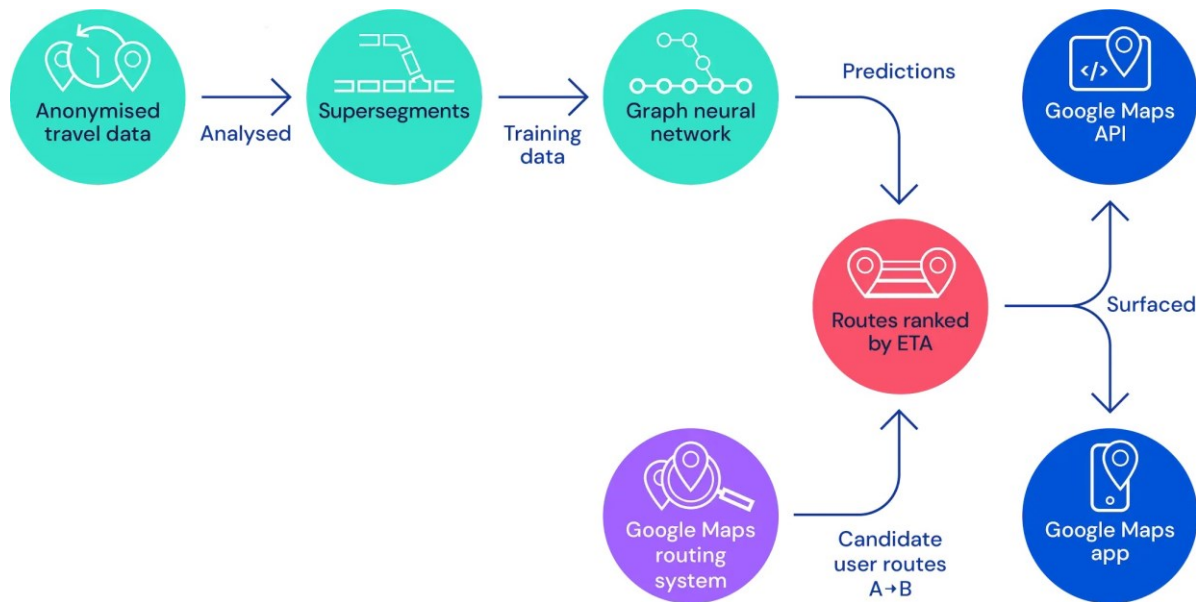 Anonymised
travel data
Analysed
Supersegments
Training
data
Graph neural
network
Predictions
Google Maps
API
Routes ranked
by ETA
Surfaced
Google Maps
routing
system
Candidate
user routes
A→B
</>
Google Maps
app